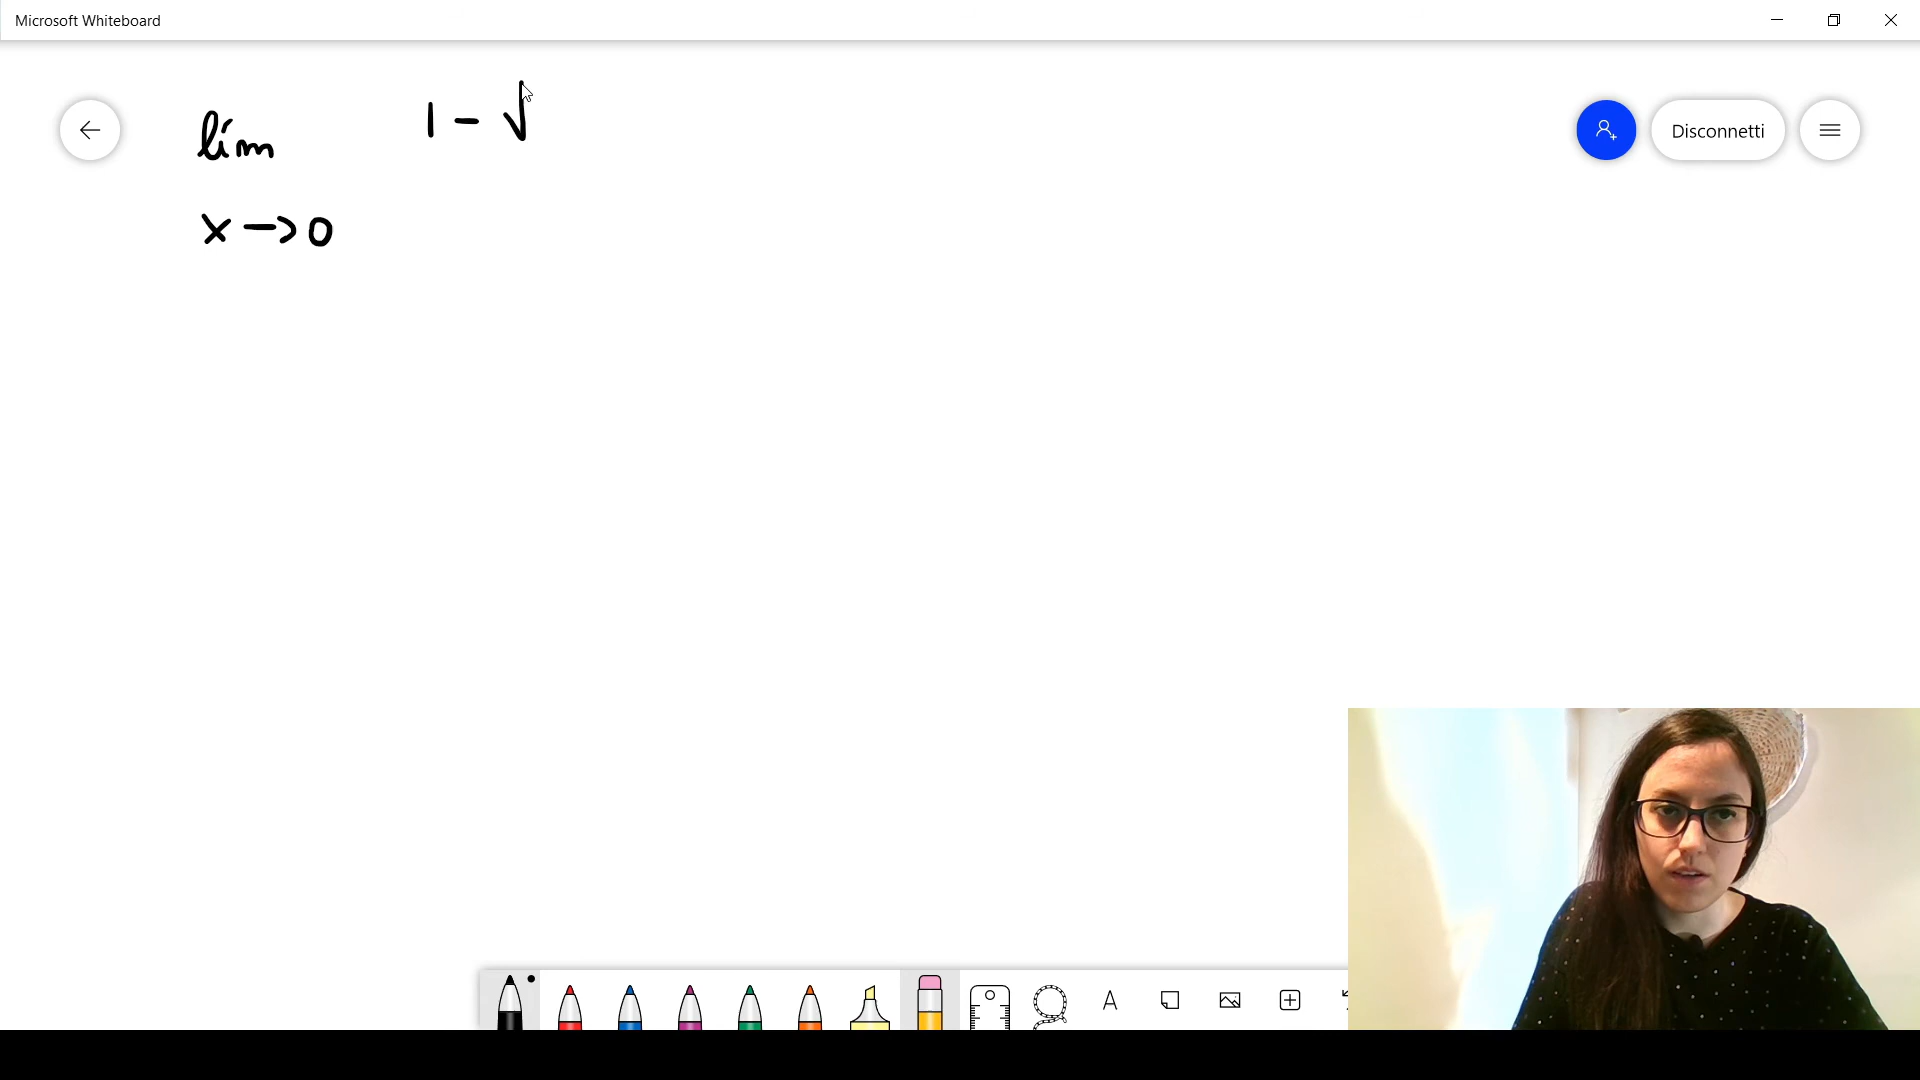 Microsoft Whiteboard
lim 1 - √
x -> 0
Disconnetti